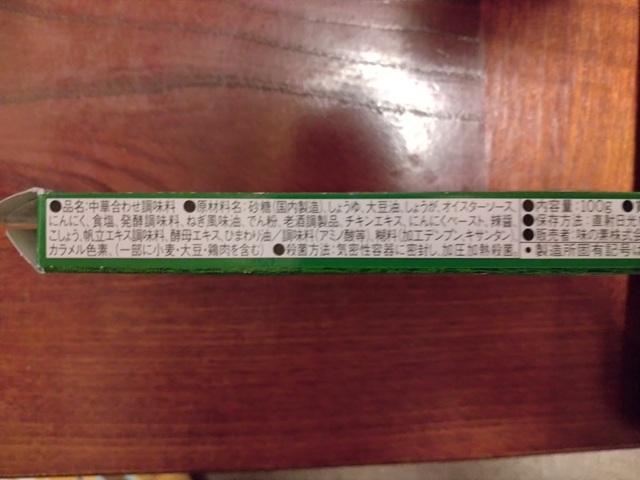 ●品名:中華合わせ調味料 ●原材料名:砂糖(国内製造)、しょうゆ、大豆油、しょうが、オイスターソース、
にんにく、食塩、発酵調味料、ねぎ風味油、でん粉、老酒調製品、チキンエキス、にんにくペースト、辣醤、
こしょう、帆立エキス調味料、酵母エキス、ひまわり油/調味料(アミノ酸等)、糊料(加工デンプン、キサンタン)、
カラメル色素、(一部に小麦・大豆・鶏肉を含む) ●殺菌方法:気密性容器に密封し、加圧加熱殺菌
●内容量:100g ●
●保存方法:直射日光
●販売者:味の素株式会
•製造所固有記号